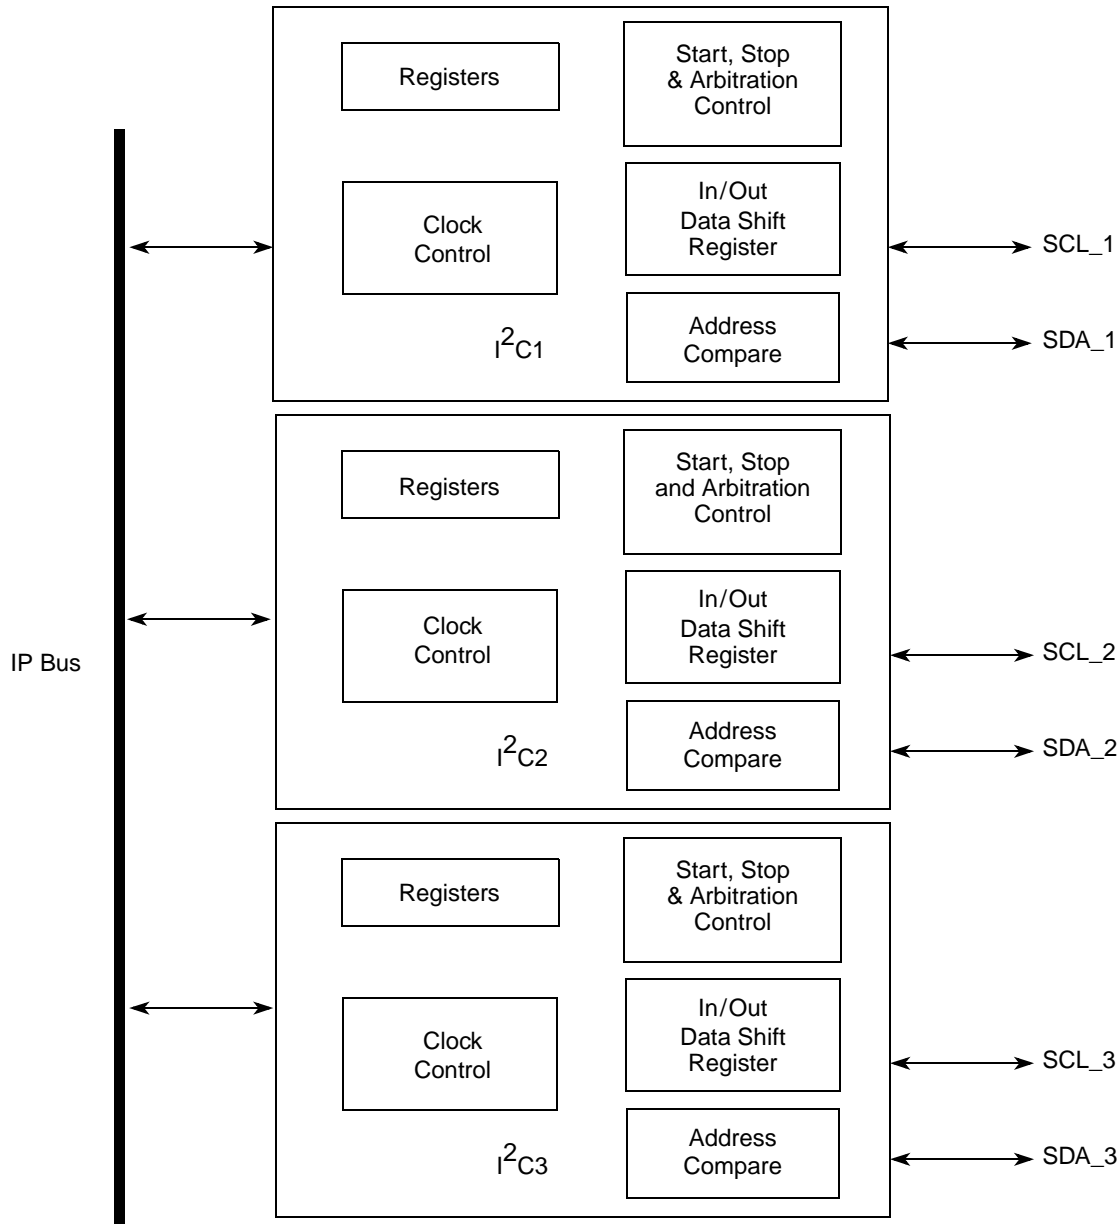 Registers
Start, Stop
& Arbitration
Control
Clock
Control
In/Out
Data Shift
Register
SCL_1
Address
Compare
I²C1
SDA_1
Registers
Start, Stop
and Arbitration
Control
Clock
Control
In/Out
Data Shift
Register
IP Bus
SCL_2
Address
Compare
I²C2
SDA_2
Registers
Start, Stop
& Arbitration
Control
Clock
Control
In/Out
Data Shift
Register
SCL_3
Address
Compare
I²C3
SDA_3